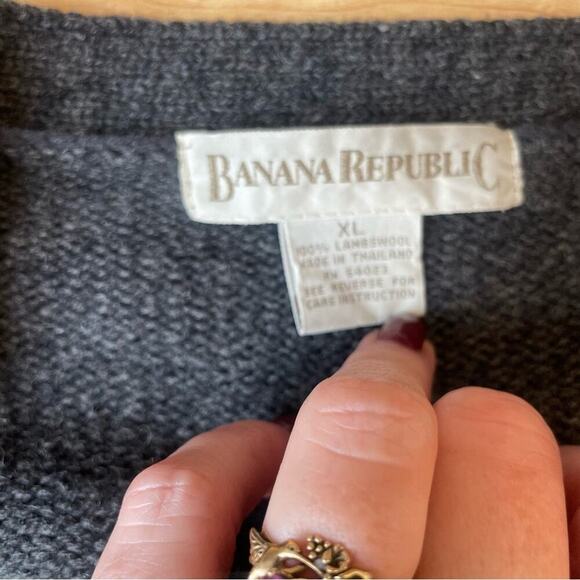 BANANA REPUBLIC
XL
100% LAMBSWOOL
MADE IN THAILAND
RN 54023
SEE REVERSE FOR
CARE INSTRUCTION